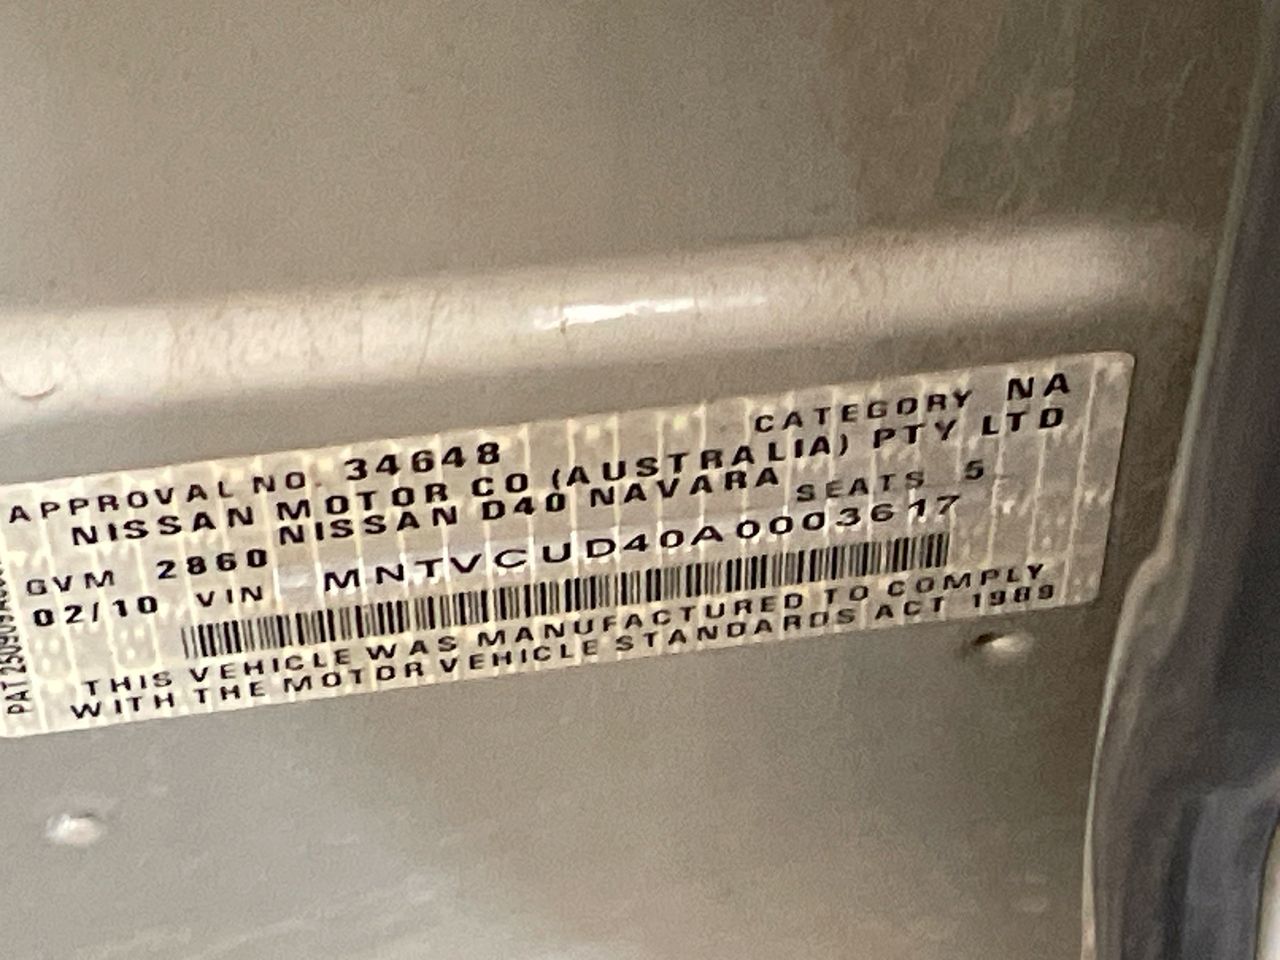 APPROVAL NO. 34648 CATEGORY NA
NISSAN MOTOR CO (AUSTRALIA) PTY LTD
NISSAN D40 NAVARA SEATS 5
GVM 2860
02/10 VIN MNTVCUD40A0003617
THIS VEHICLE WAS MANUFACTURED TO COMPLY
WITH THE MOTOR VEHICLE STANDARDS ACT 1989
PAT